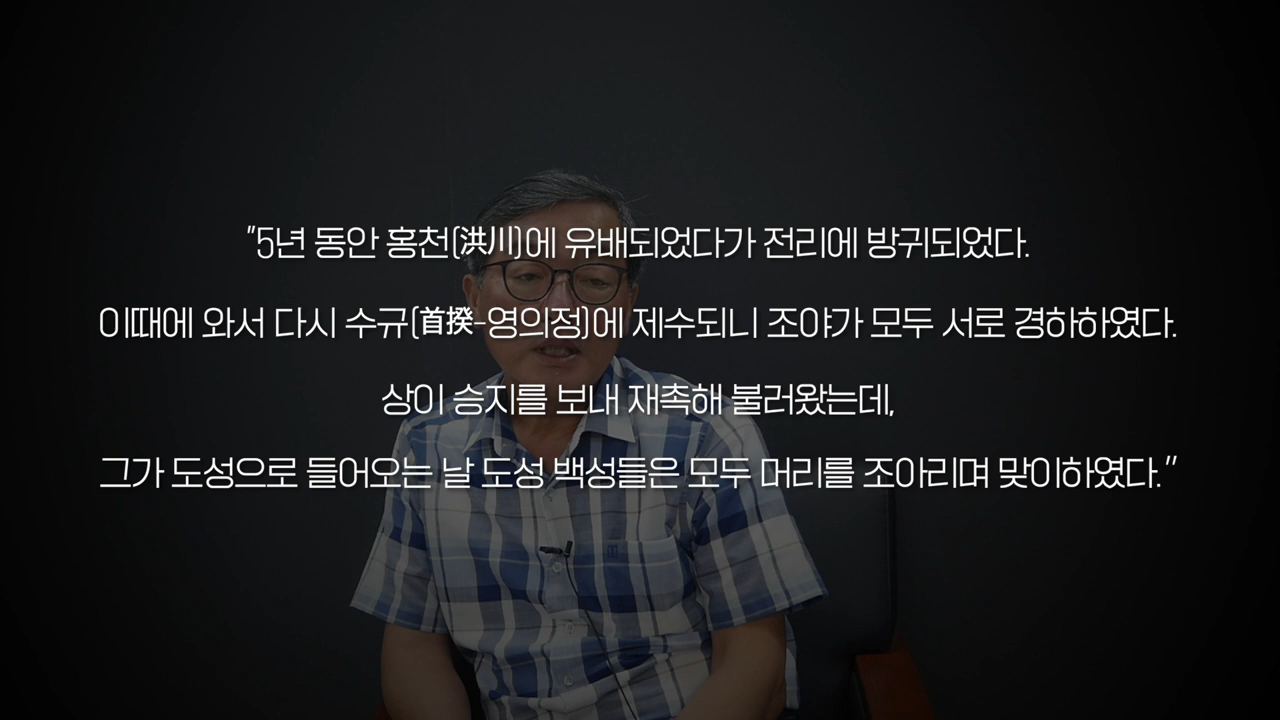 "5년 동안 홍천(洪川)에 유배되었다가 전리에 방귀되었다.
이때에 와서 다시 수규(首揆-영의정)에 제수되니 조야가 모두 서로 경하하였다.
상이 승지를 보내 재촉해 불러왔는데,
그가 도성으로 들어오는 날 도성 백성들은 모두 머리를 조아리며 맞이하였다."